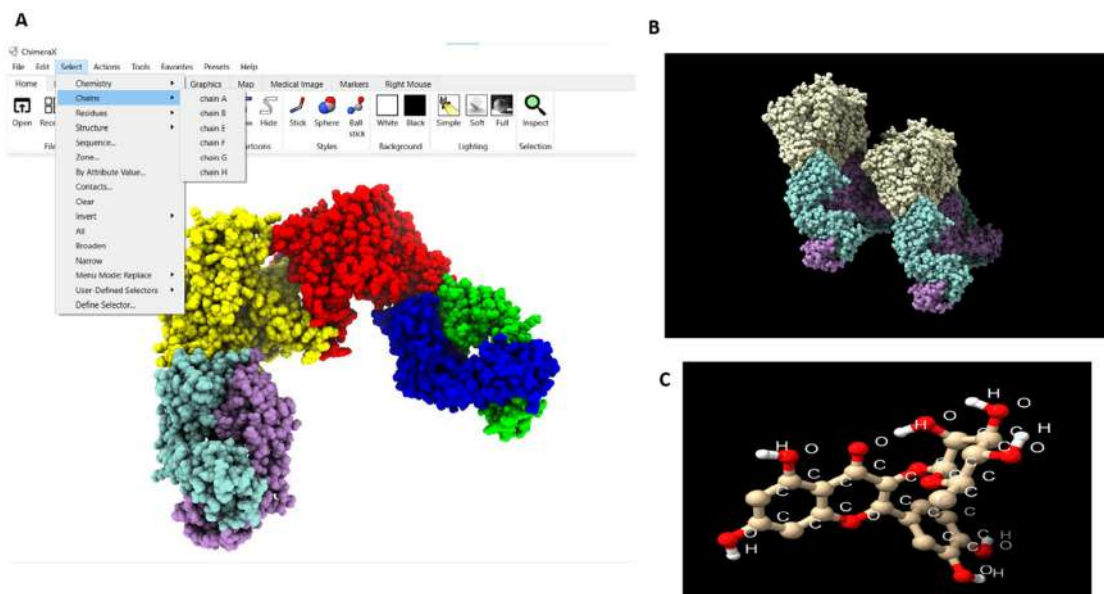 A
ChimeraX
File Edit Select Actions Tools Favorites Presets Help
Home Graphics Map Medical Image Markers Right Mouse
Chemistry
Chains
Residues
Structure
Sequence...
Zone...
By Attribute Value...
Contacts...
Clear
Invert
All
Broaden
Narrow
Menu Mode: Replace
User-Defined Selectors
Define Selector...
chain A
chain B
chain E
chain F
chain G
chain H
Open Hide Stick Sphere Ball stick White Black Simple Soft Full Inspect
Styles Background Lighting Selection
B
C
H O
O H H
H O O O
C C C C C C
C C C O C C
O H
C H
O
O H